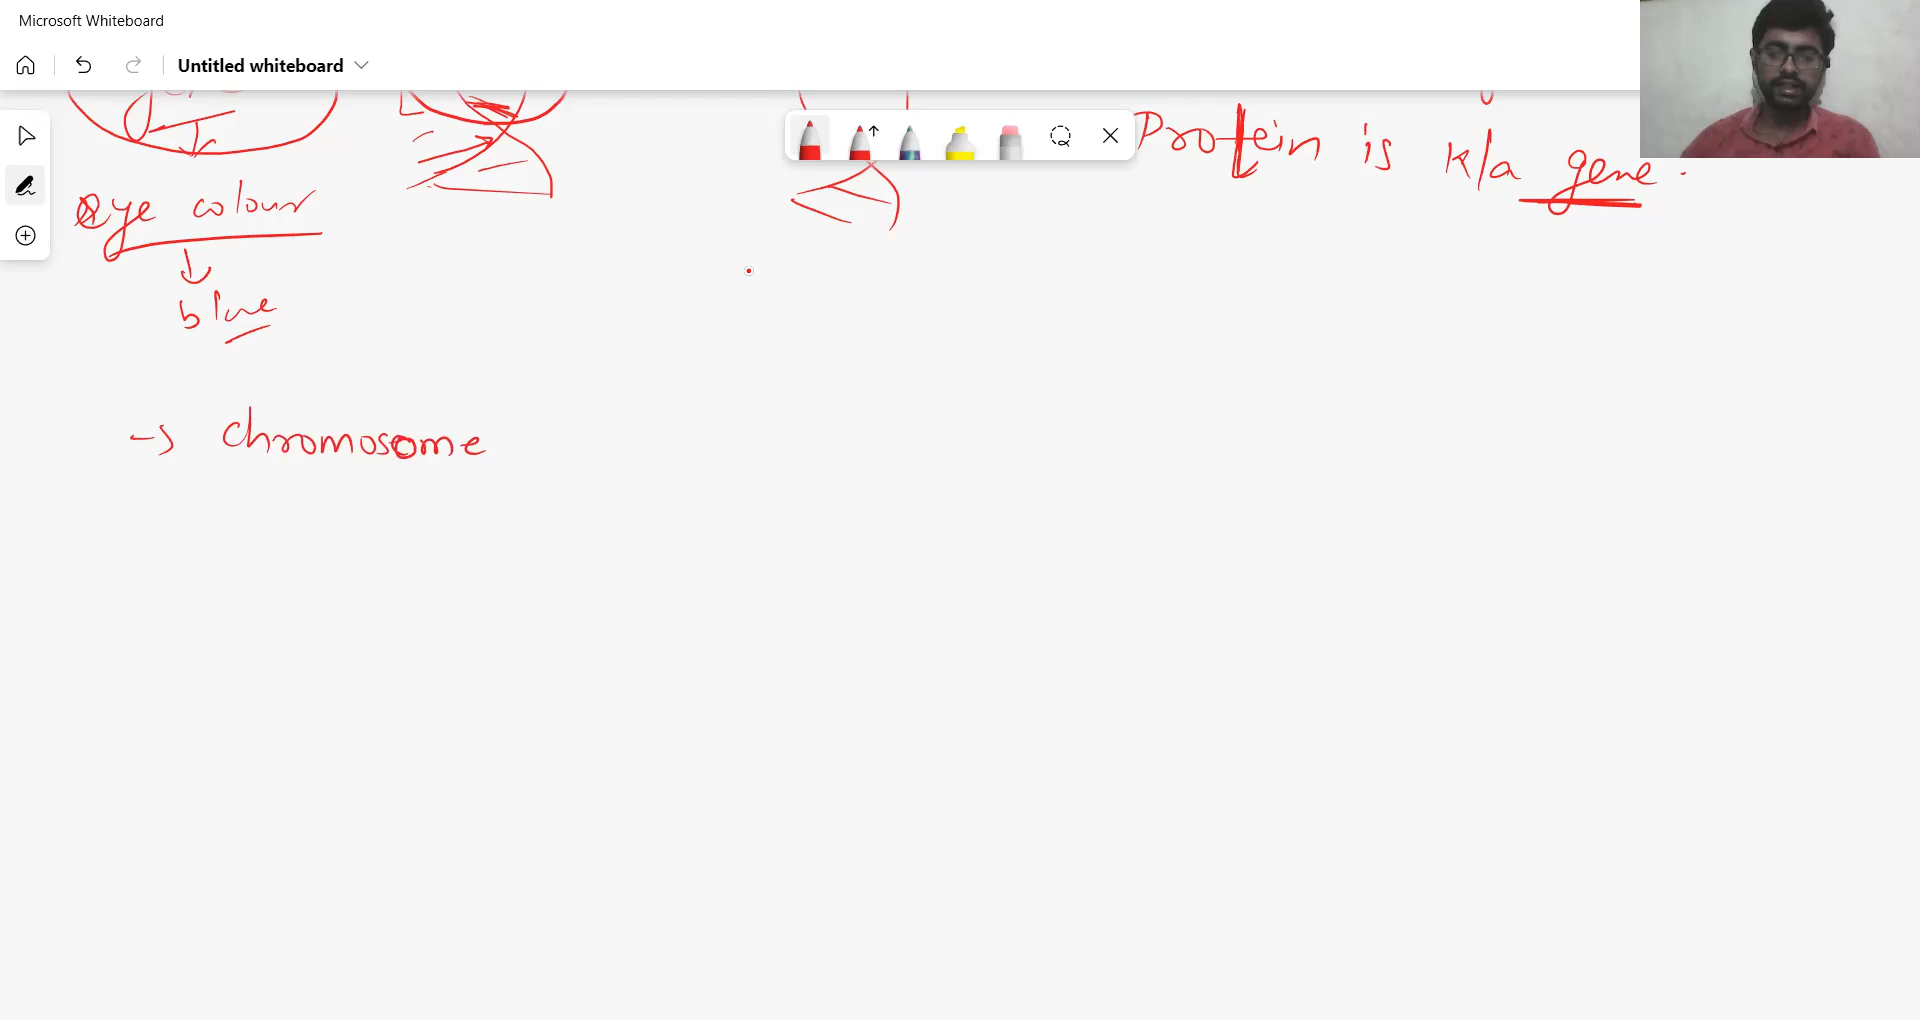 Microsoft Whiteboard
Untitled whiteboard
Protein is k/a gene.
eye colour
blue
→ chromosome